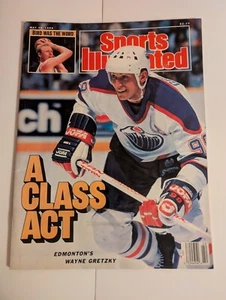 BIRD WAS THE WORD
Sports
Illustrated
A
CLASS
ACT
EDMONTON'S
WAYNE GRETZKY